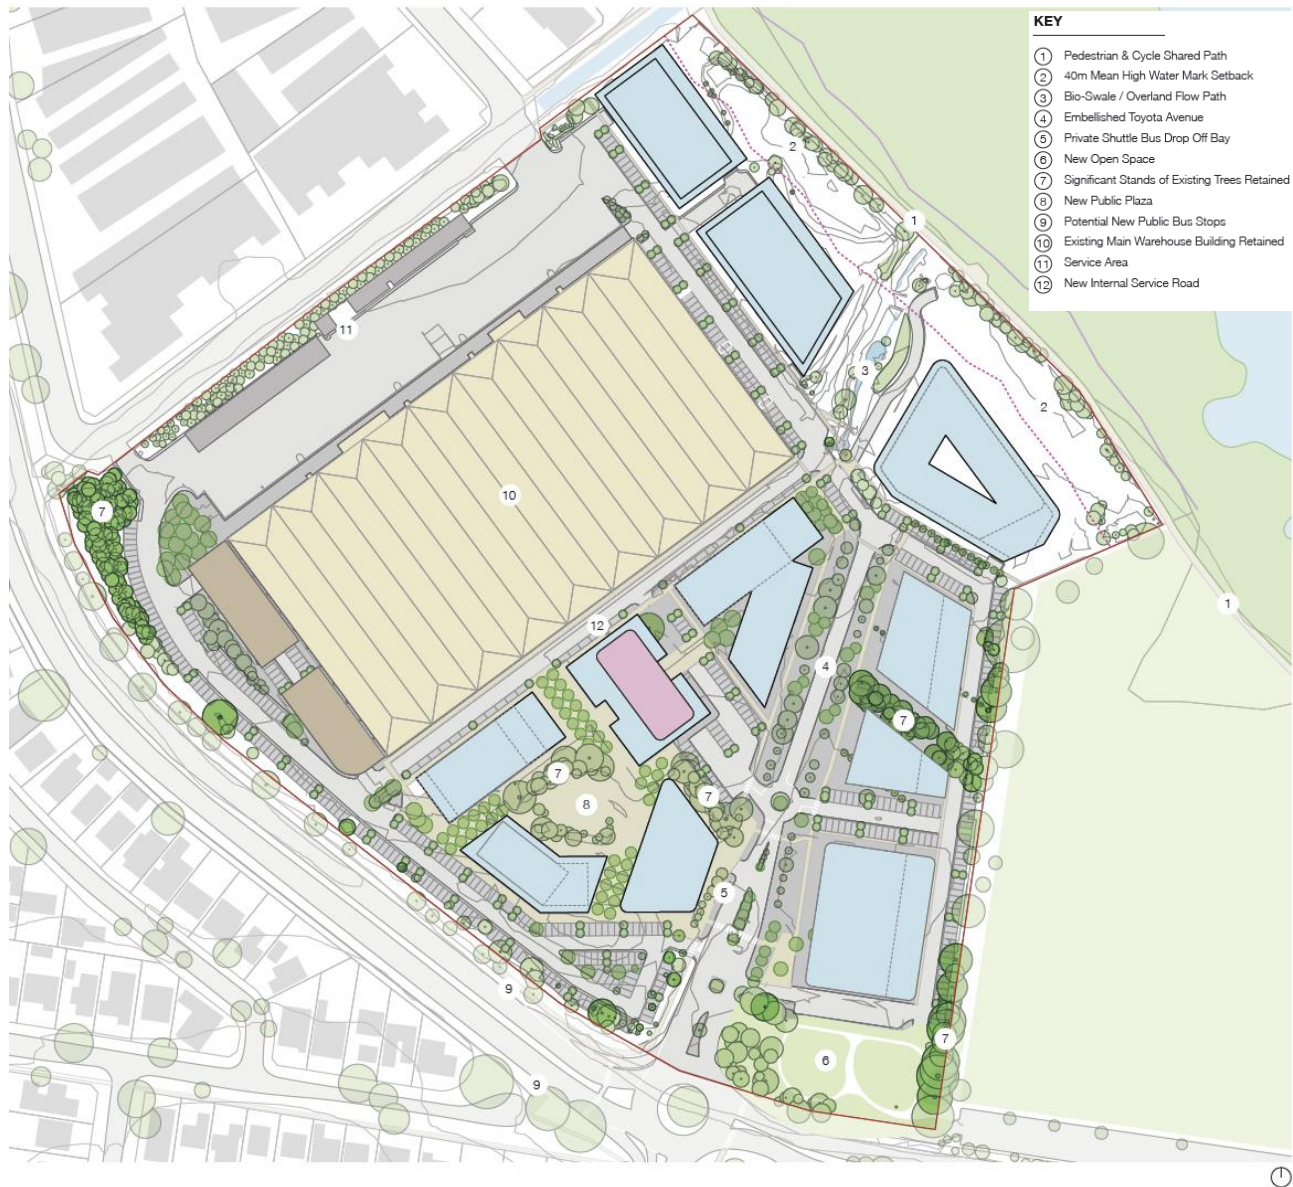 KEY
1 Pedestrian & Cycle Shared Path
2 40m Mean High Water Mark Setback
3 Bio-Swale / Overland Flow Path
4 Embellished Toyota Avenue
5 Private Shuttle Bus Drop Off Bay
6 New Open Space
7 Significant Stands of Existing Trees Retained
8 New Public Plaza
9 Potential New Public Bus Stops
10 Existing Main Warehouse Building Retained
11 Service Area
12 New Internal Service Road
2
1
11
3
2
10
7
1
12
4
7
7
7
8
5
9
7
6
9